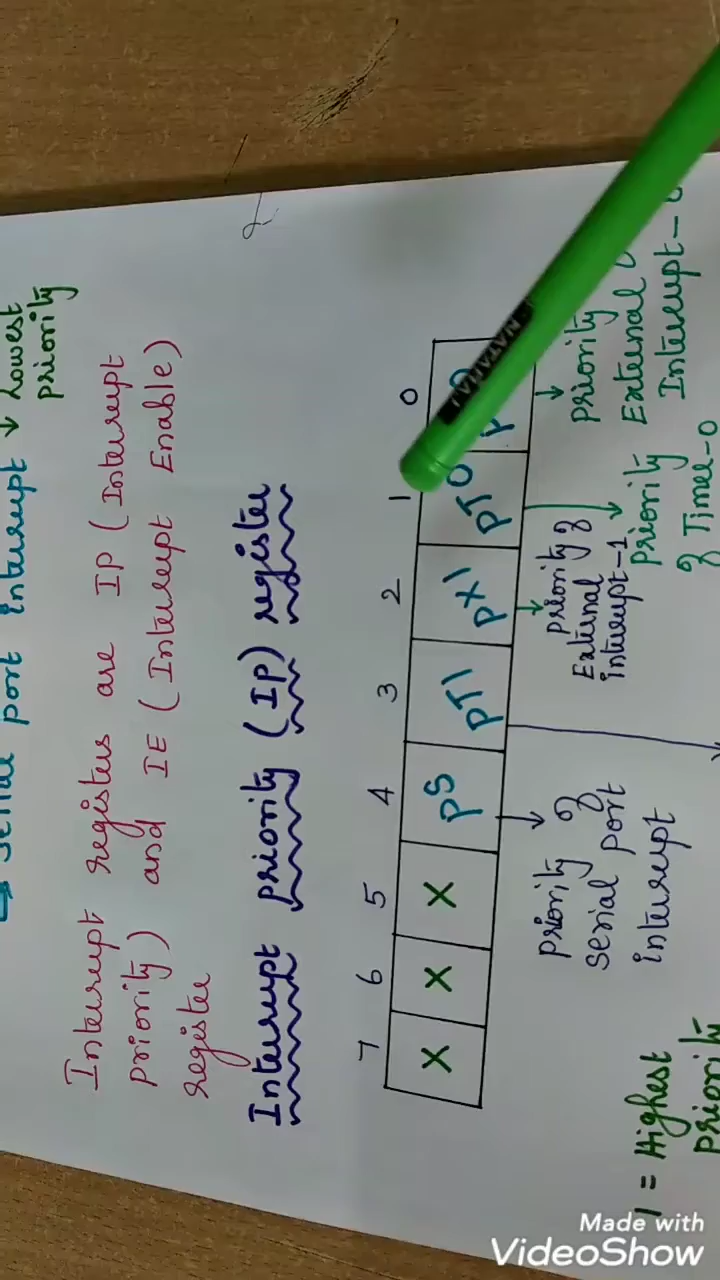 → Serial port interrupt → Lowest
priority
Interrupt registers are IP (Interrupt
priority) and IE (Interrupt Enable)
register
Interrupt priority (IP) register
7 6 5 4 3 2 1 0
X X X PS PT1 PX1 PT0
priority of
serial port
interrupt
priority of
External
interrupt-1
priority
of Timer-0
priority
External
Interrupt-
1 = Highest
priority
NATARAJ
Made with
VideoShow